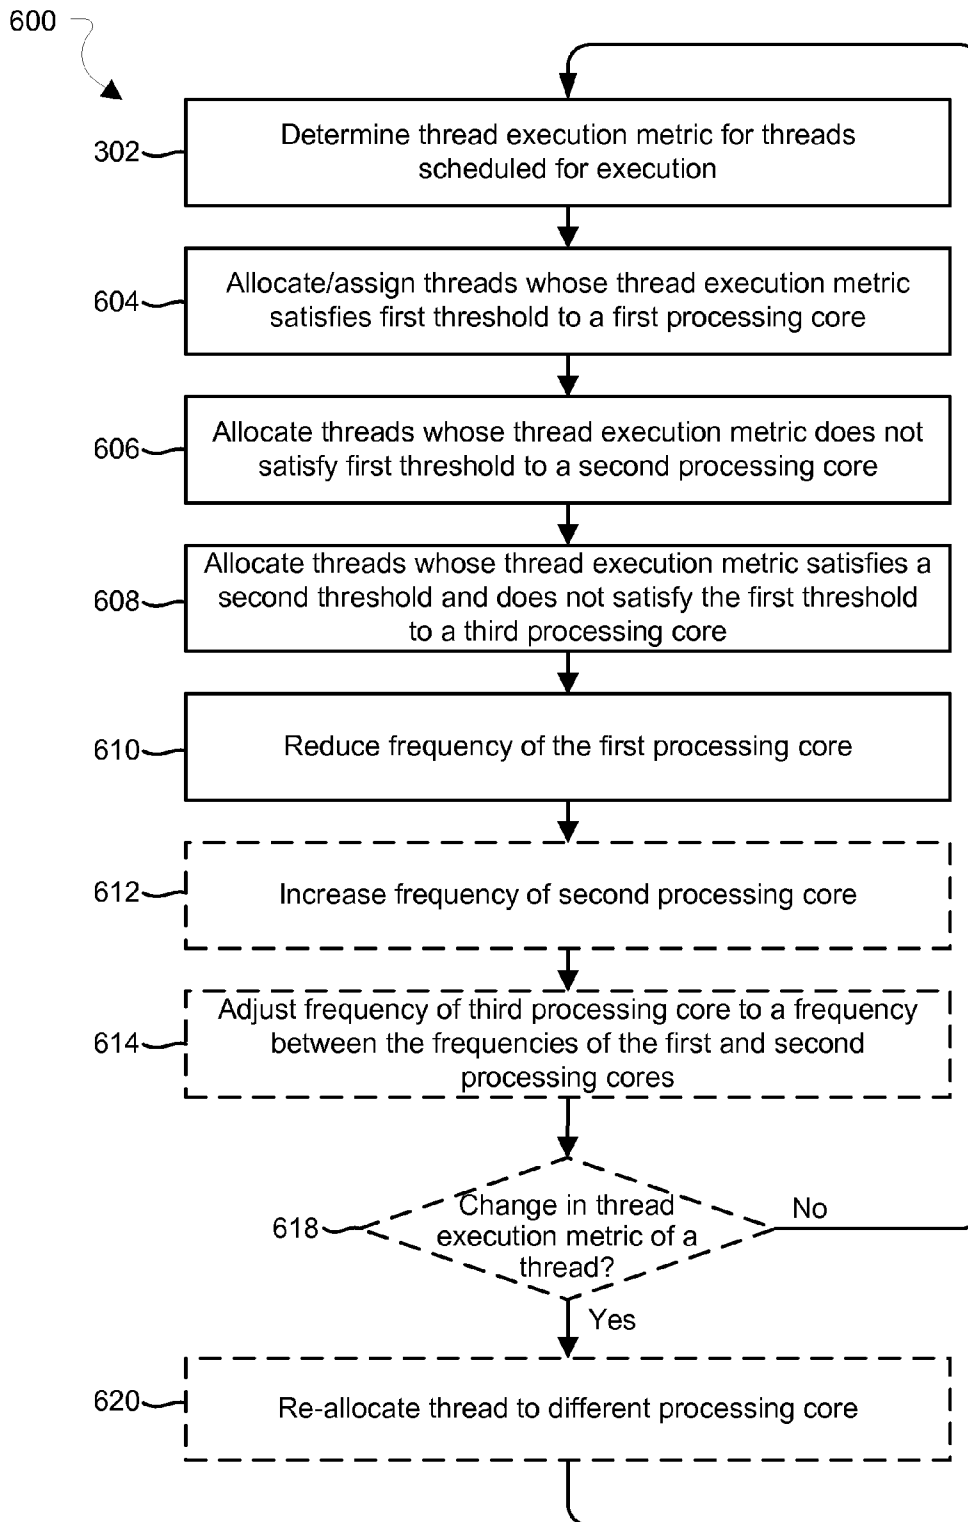 600
302
Determine thread execution metric for threads
scheduled for execution
604
Allocate/assign threads whose thread execution metric
satisfies first threshold to a first processing core
606
Allocate threads whose thread execution metric does not
satisfy first threshold to a second processing core
608
Allocate threads whose thread execution metric satisfies a
second threshold and does not satisfy the first threshold
to a third processing core
610
Reduce frequency of the first processing core
612
Increase frequency of second processing core
614
Adjust frequency of third processing core to a frequency
between the frequencies of the first and second
processing cores
618
Change in thread
execution metric of a
thread?
No
Yes
620
Re-allocate thread to different processing core